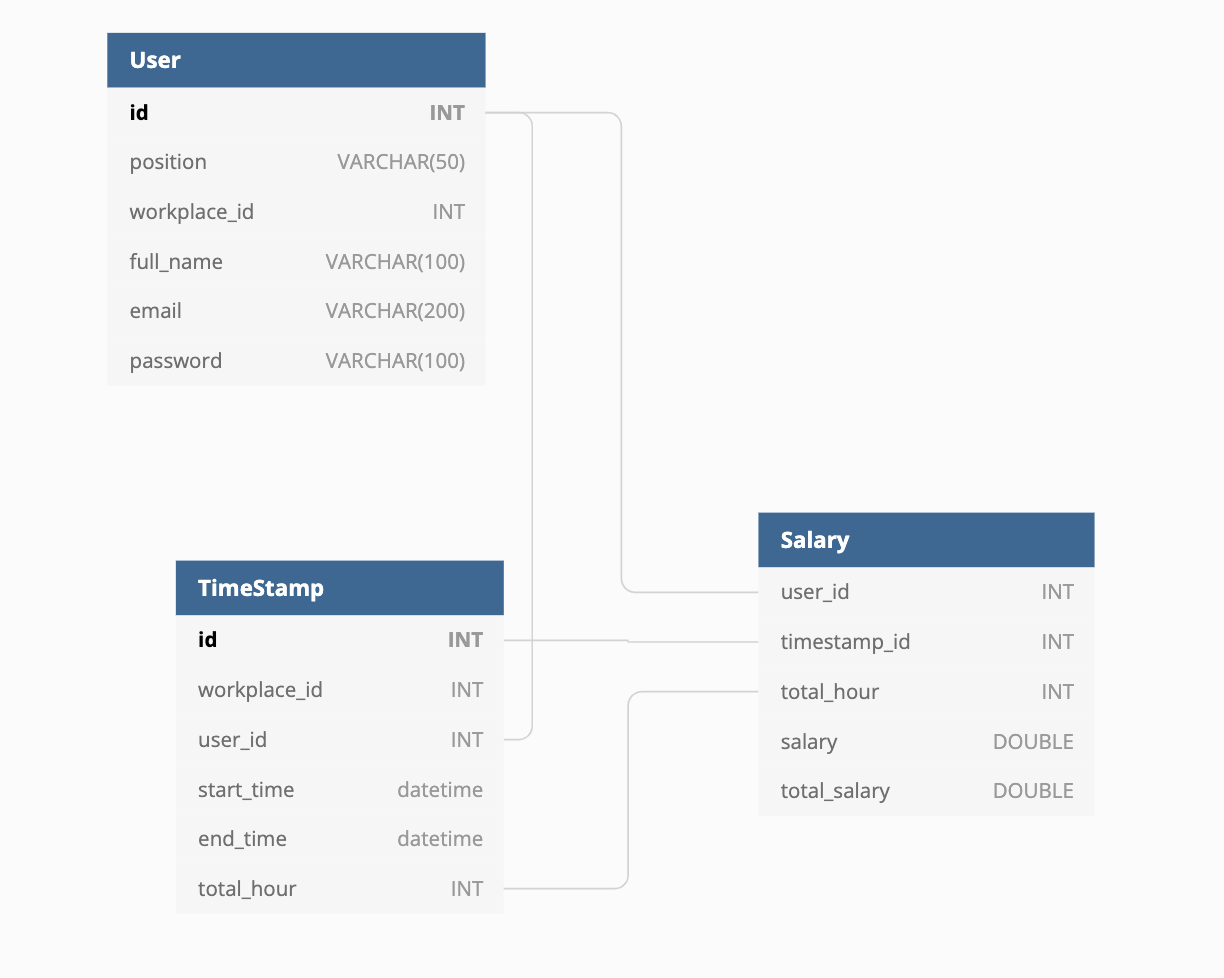 User
id INT
position VARCHAR(50)
workplace_id INT
full_name VARCHAR(100)
email VARCHAR(200)
password VARCHAR(100)
TimeStamp
id INT
workplace_id INT
user_id INT
start_time datetime
end_time datetime
total_hour INT
Salary
user_id INT
timestamp_id INT
total_hour INT
salary DOUBLE
total_salary DOUBLE